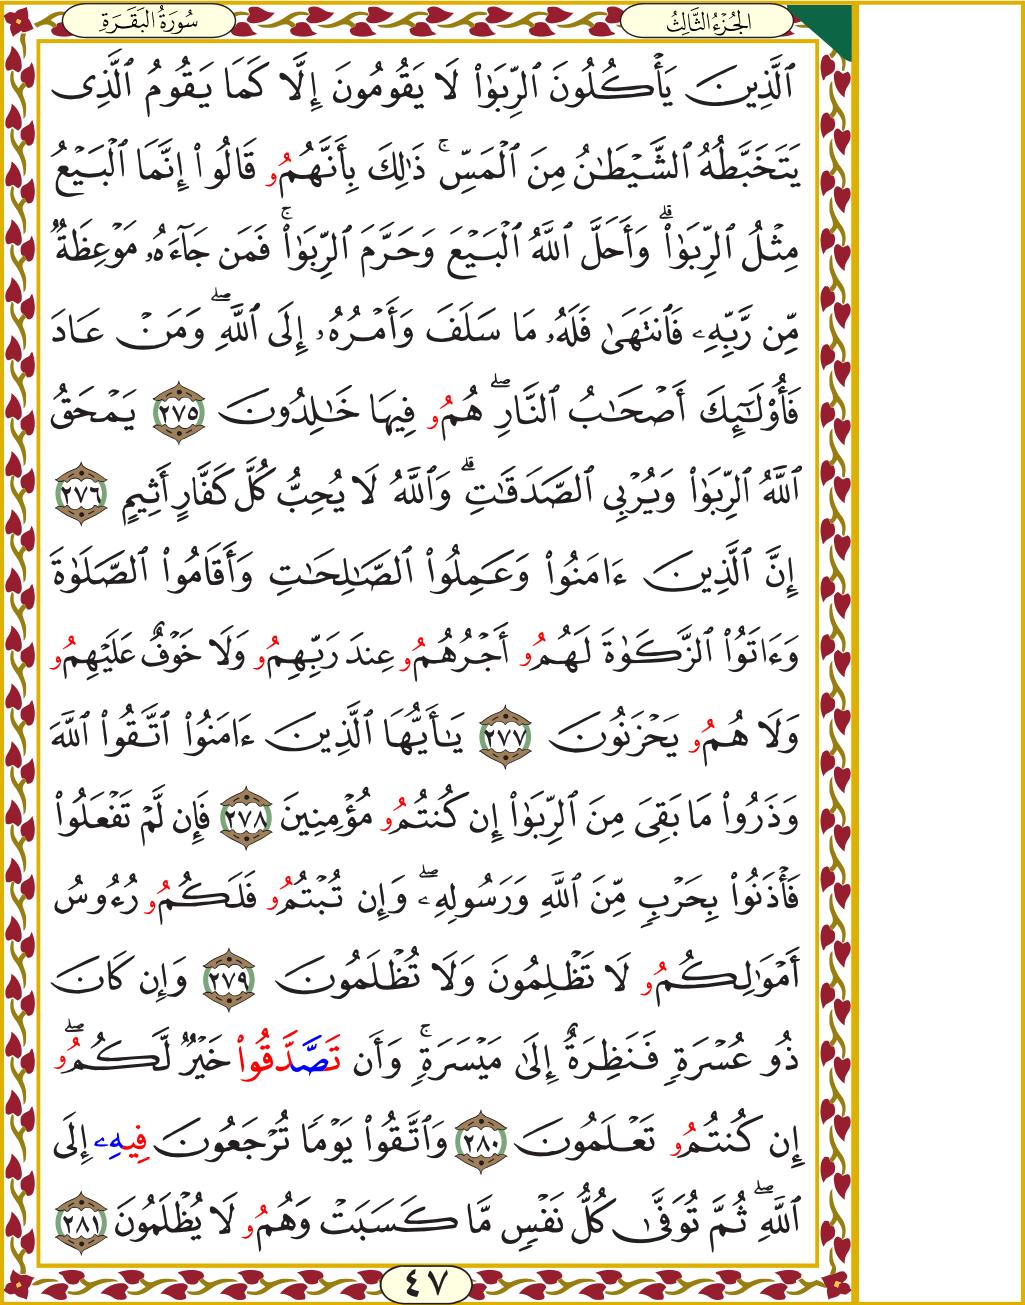 الجُزْءُ الثَّالِثُ
سُورَةُ البَقَرَةِ
ٱلَّذِينَ يَأۡكُلُونَ ٱلرِّبَوٰاْ لَا يَقُومُونَ إِلَّا كَمَا يَقُومُ ٱلَّذِى
يَتَخَبَّطُهُ ٱلشَّيۡطَٰنُ مِنَ ٱلۡمَسِّۚ ذَٰلِكَ بِأَنَّهُمُو قَالُوٓاْ إِنَّمَا ٱلۡبَيۡعُ
مِثۡلُ ٱلرِّبَوٰاْۗ وَأَحَلَّ ٱللَّهُ ٱلۡبَيۡعَ وَحَرَّمَ ٱلرِّبَوٰاْۚ فَمَن جَآءَهُۥ مَوۡعِظَةٞ
مِّن رَّبِّهِۦ فَٱنتَهَىٰ فَلَهُۥ مَا سَلَفَ وَأَمۡرُهُۥ إِلَى ٱللَّهِۖ وَمَنۡ عَادَ
فَأُوْلَٰٓئِكَ أَصۡحَٰبُ ٱلنَّارِۖ هُمُو فِيهَا خَٰلِدُونَ ٢٧٥ يَمۡحَقُ
ٱللَّهُ ٱلرِّبَوٰاْ وَيُرۡبِى ٱلصَّدَقَٰتِۗ وَٱللَّهُ لَا يُحِبُّ كُلَّ كَفَّارٍ أَثِيمٍ ٢٧٦
إِنَّ ٱلَّذِينَ ءَامَنُواْ وَعَمِلُواْ ٱلصَّٰلِحَٰتِ وَأَقَامُواْ ٱلصَّلَوٰةَ
وَءَاتَوُاْ ٱلزَّكَوٰةَ لَهُمُو أَجۡرُهُمُو عِندَ رَبِّهِمُو وَلَا خَوۡفٌ عَلَيۡهِمُو
وَلَا هُمُو يَحۡزَنُونَ ٢٧٧ يَٰٓأَيُّهَا ٱلَّذِينَ ءَامَنُواْ ٱتَّقُواْ ٱللَّهَ
وَذَرُواْ مَا بَقِىَ مِنَ ٱلرِّبَوٰٓاْ إِن كُنتُمُو مُؤۡمِنِينَ ٢٧٨ فَإِن لَّمۡ تَفۡعَلُواْ
فَأۡذَنُواْ بِحَرۡبٖ مِّنَ ٱللَّهِ وَرَسُولِهِۦۖ وَإِن تُبۡتُمُو فَلَكُمُو رُءُوسُ
أَمۡوَٰلِكُمُو لَا تَظۡلِمُونَ وَلَا تُظۡلَمُونَ ٢٧٩ وَإِن كَانَ
ذُو عُسۡرَةٖ فَنَظِرَةٌ إِلَىٰ مَيۡسَرَةٖۚ وَأَن تَصَّدَّقُواْ خَيۡرٞ لَّكُمُوۖ
إِن كُنتُمُو تَعۡلَمُونَ ٢٨٠ وَٱتَّقُواْ يَوۡمٗا تُرۡجَعُونَ فِيهِۦ إِلَى
ٱللَّهِۖ ثُمَّ تُوَفَّىٰ كُلُّ نَفۡسٖ مَّا كَسَبَتۡ وَهُمُو لَا يُظۡلَمُونَ ٢٨١
٤٧